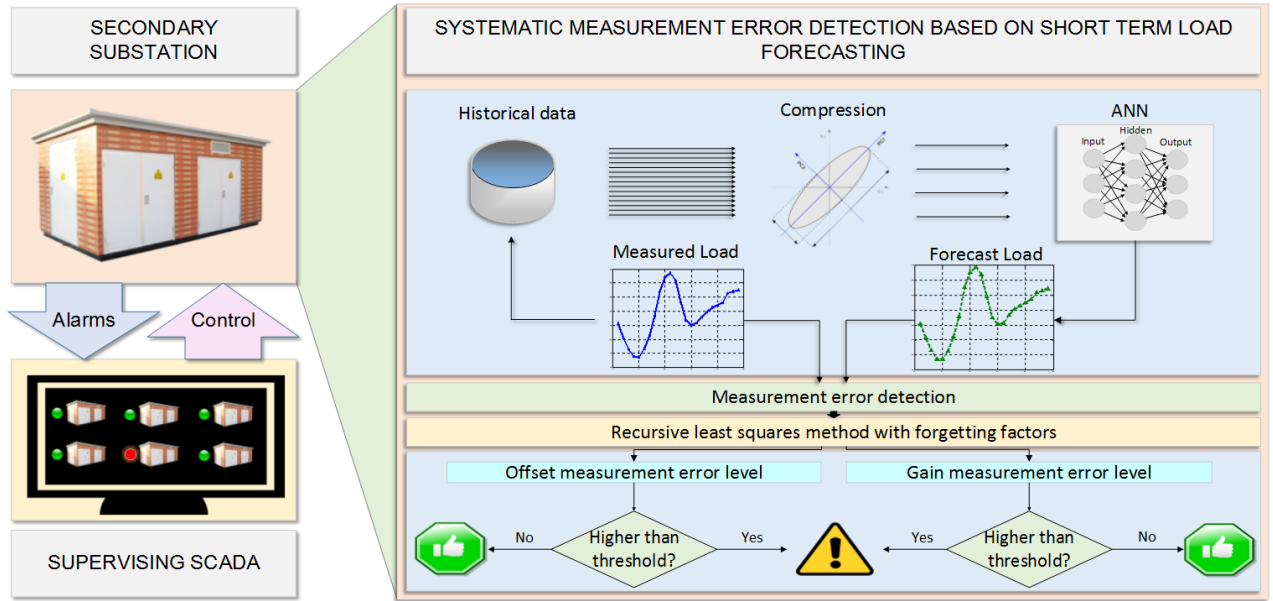 SECONDARY
SUBSTATION
Alarms
Control
SUPERVISING SCADA
SYSTEMATIC MEASUREMENT ERROR DETECTION BASED ON SHORT TERM LOAD
FORECASTING
Historical data
Compression
ANN
Input
Hidden
Output
Measured Load
Forecast Load
Measurement error detection
Recursive least squares method with forgetting factors
Offset measurement error level
Gain measurement error level
No
Higher than
threshold?
Yes
Yes
Higher than
threshold?
No